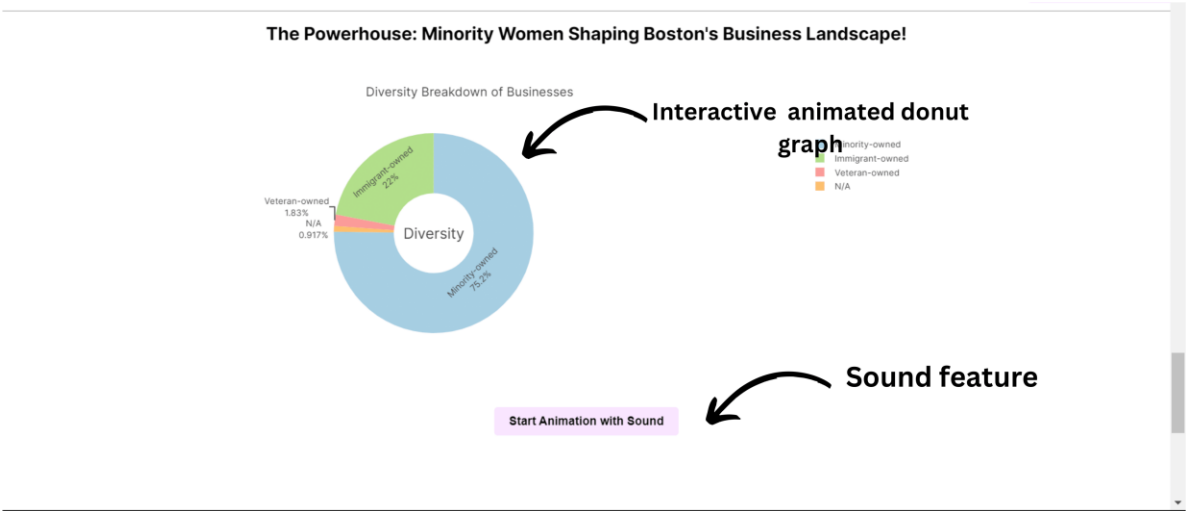 The Powerhouse: Minority Women Shaping Boston's Business Landscape!
Diversity Breakdown of Businesses
Interactive animated donut
graph
Minority-owned
Immigrant-owned
Veteran-owned
N/A
Immigrant-owned
22%
Veteran-owned
1.83%
N/A
0.917%
Diversity
Minority-owned
75.2%
Sound feature
Start Animation with Sound